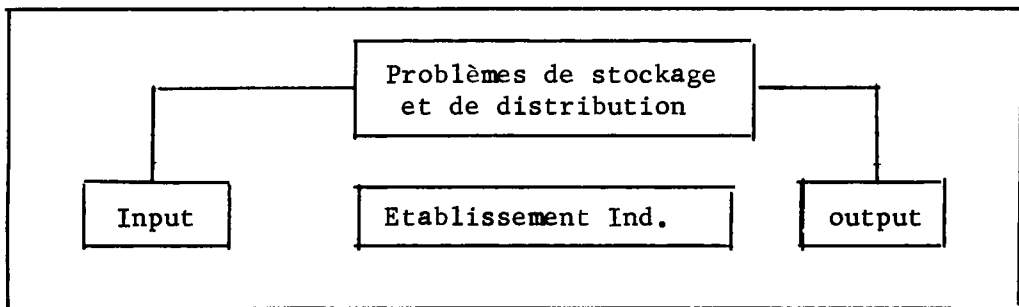 Problèmes de stockage
et de distribution
Input
Etablissement Ind.
output